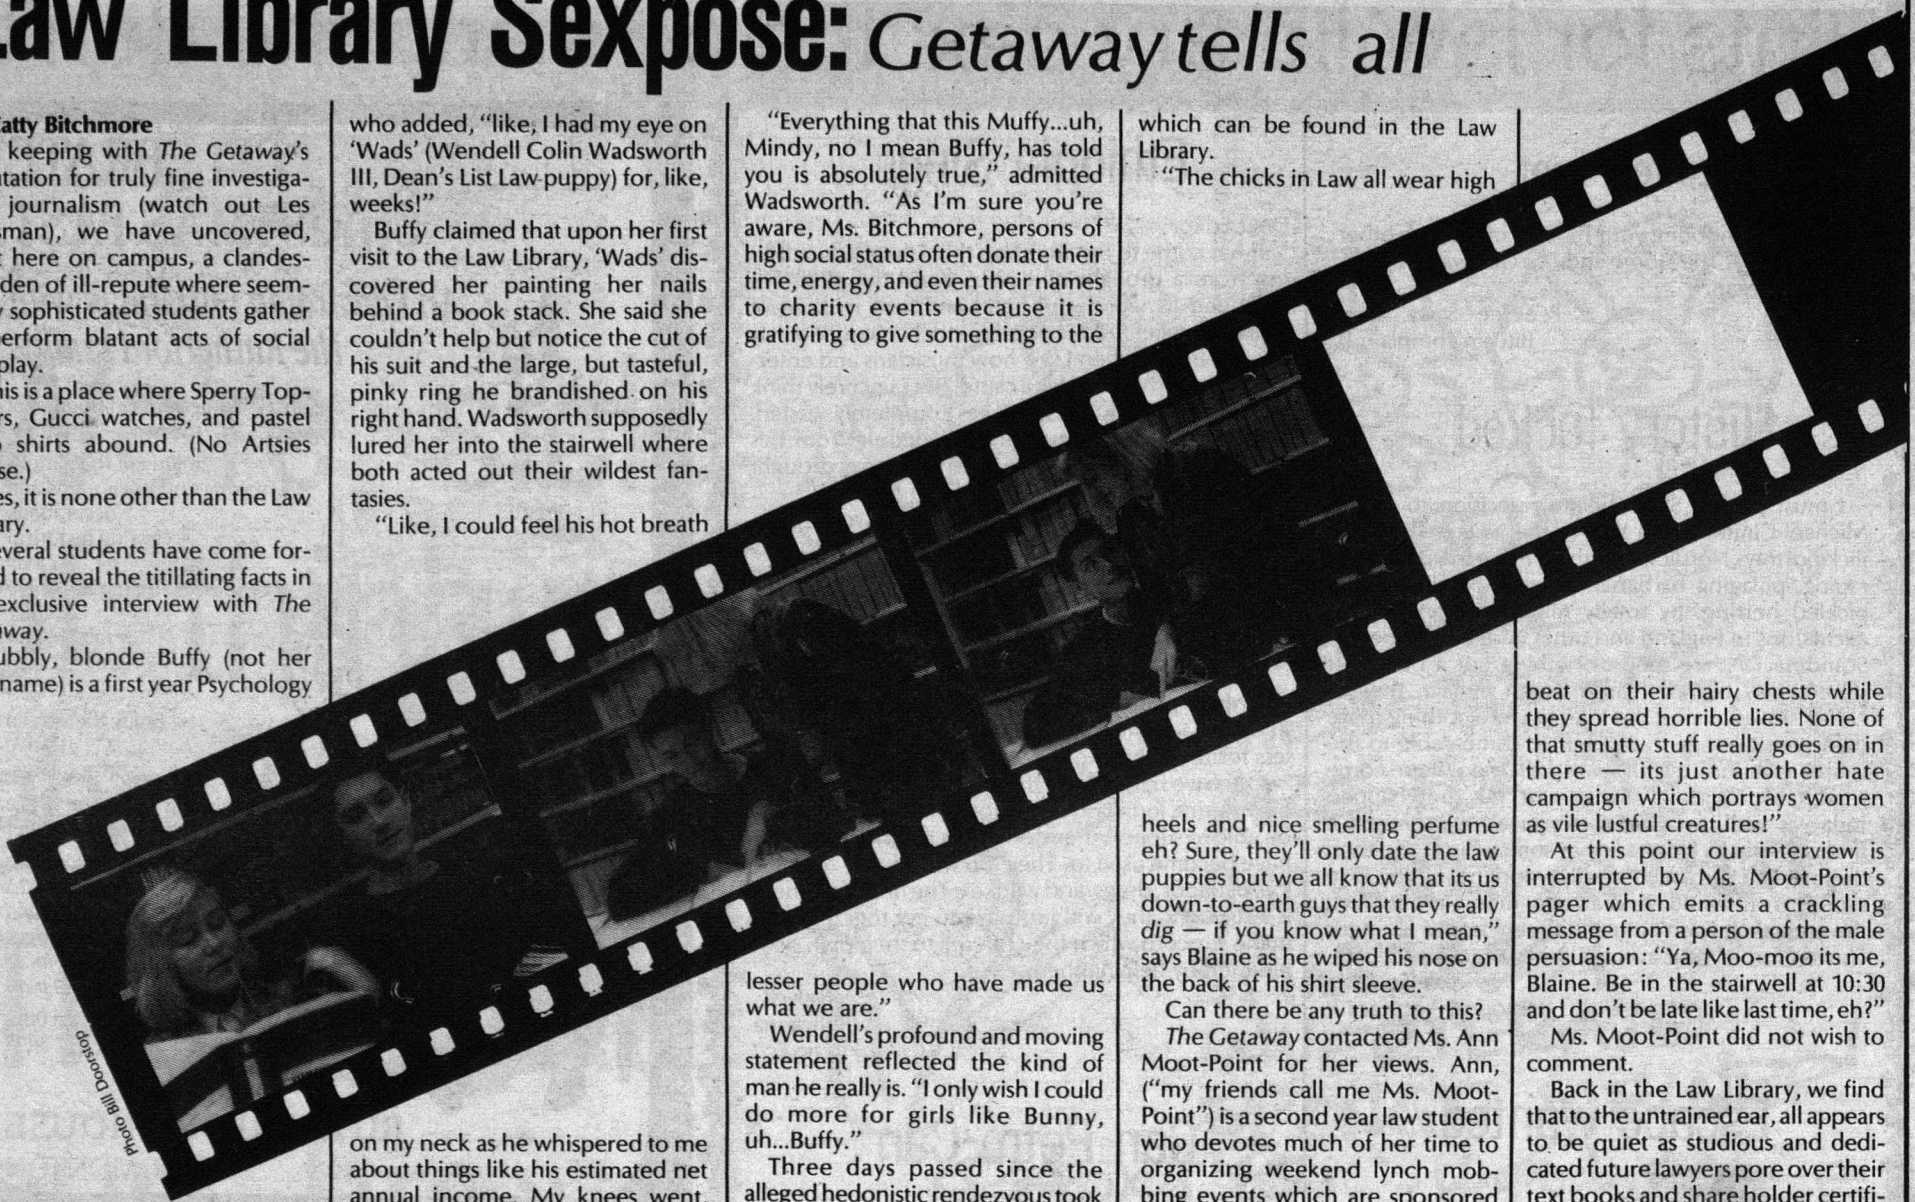 Law Library Sexpose: Getaway tells all
atty Bitchmore
keeping with The Getaway's
tation for truly fine investiga-
journalism (watch out Les
sman), we have uncovered,
t here on campus, a clandes-
den of ill-repute where seem-
y sophisticated students gather
erform blatant acts of social
play.
his is a place where Sperry Top-
rs, Gucci watches, and pastel
o shirts abound. (No Artsies
se.)
es, it is none other than the Law
ary.
everal students have come for-
d to reveal the titillating facts in
exclusive interview with The
away.
ubbly, blonde Buffy (not her
name) is a first year Psychology
who added, "like, I had my eye on
'Wads' (Wendell Colin Wadsworth
III, Dean's List Law-puppy) for, like,
weeks!"
Buffy claimed that upon her first
visit to the Law Library, 'Wads' dis-
covered her painting her nails
behind a book stack. She said she
couldn't help but notice the cut of
his suit and the large, but tasteful,
pinky ring he brandished on his
right hand. Wadsworth supposedly
lured her into the stairwell where
both acted out their wildest fan-
tasies.
"Like, I could feel his hot breath
on my neck as he whispered to me
about things like his estimated net
annual income. My knees went
"Everything that this Muffy...uh,
Mindy, no I mean Buffy, has told
you is absolutely true," admitted
Wadsworth. "As I'm sure you're
aware, Ms. Bitchmore, persons of
high social status often donate their
time, energy, and even their names
to charity events because it is
gratifying to give something to the
lesser people who have made us
what we are."
Wendell's profound and moving
statement reflected the kind of
man he really is. "I only wish I could
do more for girls like Bunny,
uh...Buffy."
Three days passed since the
alleged hedonistic rendezvous took
which can be found in the Law
Library.
"The chicks in Law all wear high
heels and nice smelling perfume
eh? Sure, they'll only date the law
puppies but we all know that its us
down-to-earth guys that they really
dig — if you know what I mean,"
says Blaine as he wiped his nose on
the back of his shirt sleeve.
Can there be any truth to this?
The Getaway contacted Ms. Ann
Moot-Point for her views. Ann,
("my friends call me Ms. Moot-
Point") is a second year law student
who devotes much of her time to
organizing weekend lynch mob-
bing events which are sponsored
beat on their hairy chests while
they spread horrible lies. None of
that smutty stuff really goes on in
there — its just another hate
campaign which portrays women
as vile lustful creatures!"
At this point our interview is
interrupted by Ms. Moot-Point's
pager which emits a crackling
message from a person of the male
persuasion: "Ya, Moo-moo its me,
Blaine. Be in the stairwell at 10:30
and don't be late like last time, eh?"
Ms. Moot-Point did not wish to
comment.
Back in the Law Library, we find
that to the untrained ear, all appears
to be quiet as studious and dedi-
cated future lawyers pore over their
text books and share holder certifi-
Photo Bill Doorstop